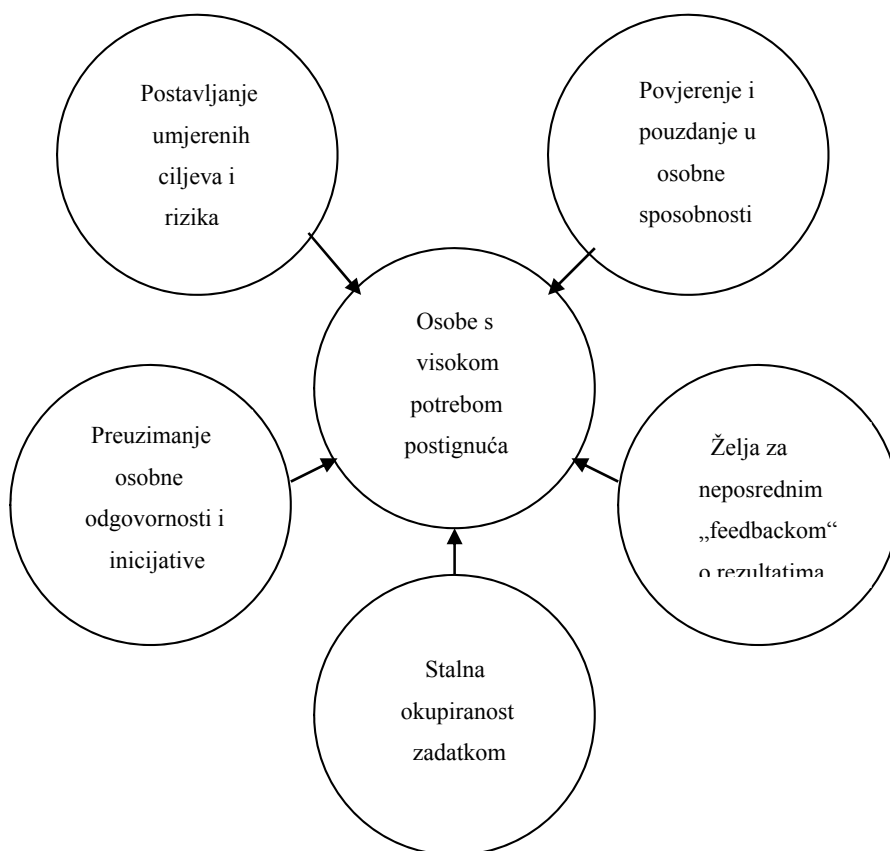 Postavljanje
umjerenih
ciljeva i
rizika
Povjerenje i
pouzdanje u
osobne
sposobnosti
Osobe s
visokom
potrebom
postignuća
Preuzimanje
osobne
odgovornosti i
inicijative
Želja za
neposrednim
„feedbackom“
o rezultatima
Stalna
okupiranost
zadatkom